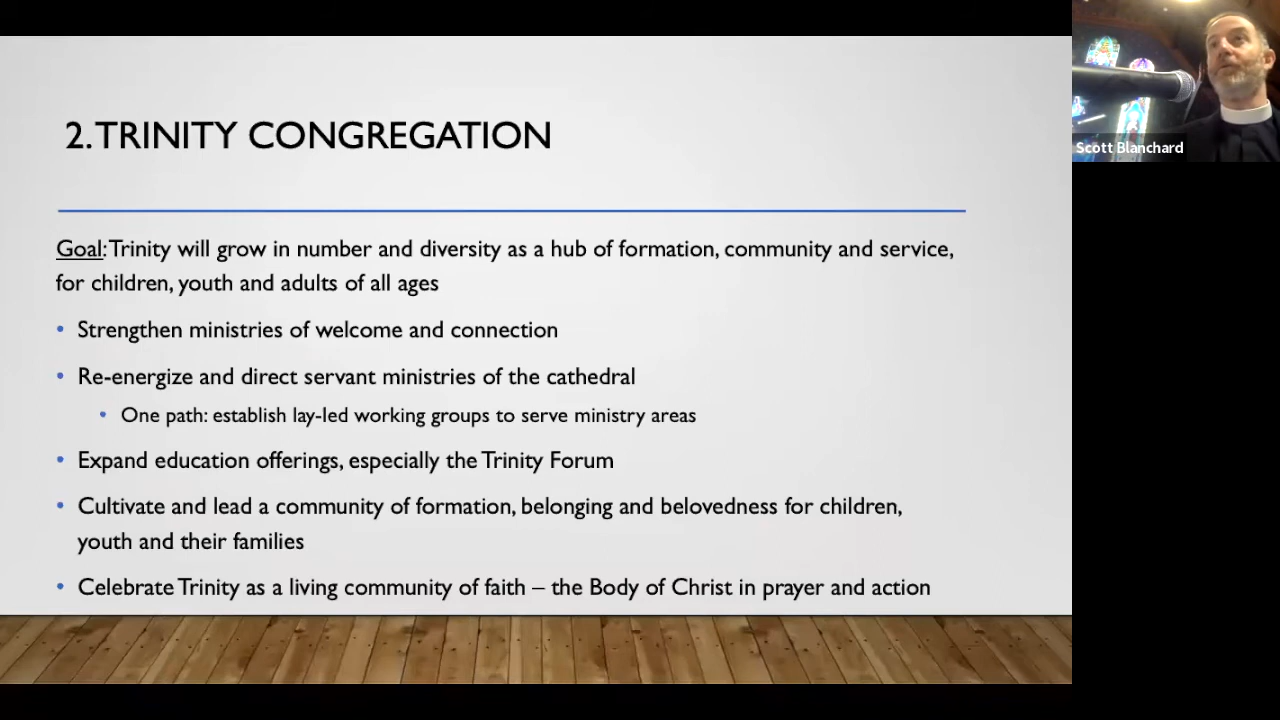 2. TRINITY CONGREGATION
Goal: Trinity will grow in number and diversity as a hub of formation, community and service,
for children, youth and adults of all ages
• Strengthen ministries of welcome and connection
• Re-energize and direct servant ministries of the cathedral
• One path: establish lay-led working groups to serve ministry areas
• Expand education offerings, especially the Trinity Forum
• Cultivate and lead a community of formation, belonging and belovedness for children,
youth and their families
• Celebrate Trinity as a living community of faith – the Body of Christ in prayer and action
Scott Blanchard